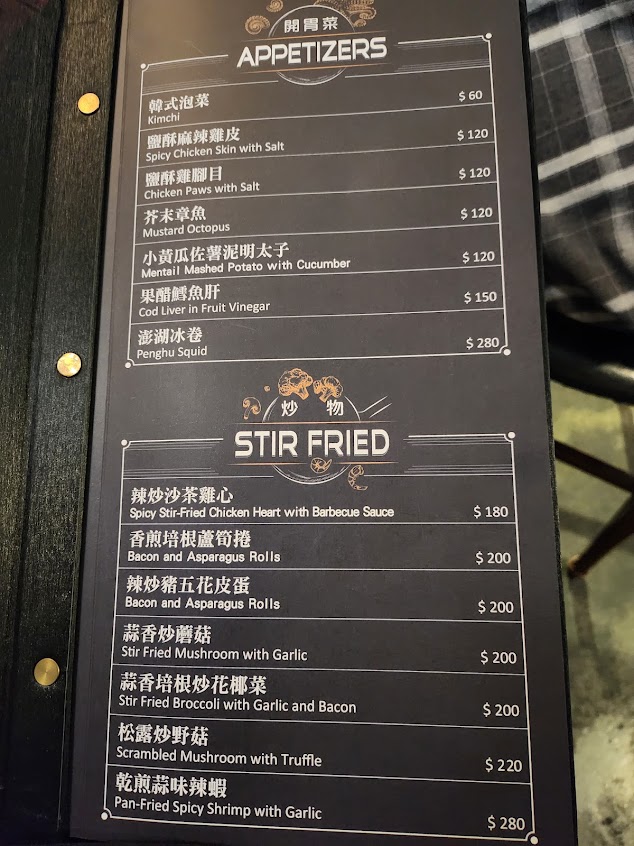 開胃菜
APPETIZERS
韓式泡菜
Kimchi $ 60
鹽酥麻辣雞皮
Spicy Chicken Skin with Salt $ 120
鹽酥雞腳目
Chicken Paws with Salt $ 120
芥末章魚
Mustard Octopus $ 120
小黃瓜佐薯泥明太子
Mentail Mashed Potato with Cucumber $ 120
果醋鱈魚肝
Cod Liver in Fruit Vinegar $ 150
澎湖冰卷
Penghu Squid $ 280
炒物
STIR FRIED
辣炒沙茶雞心
Spicy Stir-Fried Chicken Heart with Barbecue Sauce $ 180
香煎培根蘆筍捲
Bacon and Asparagus Rolls $ 200
辣炒豬五花皮蛋
Bacon and Asparagus Rolls $ 200
蒜香炒蘑菇
Stir Fried Mushroom with Garlic $ 200
蒜香培根炒花椰菜
Stir Fried Broccoli with Garlic and Bacon $ 200
松露炒野菇
Scrambled Mushroom with Truffle $ 220
乾煎蒜味辣蝦
Pan-Fried Spicy Shrimp with Garlic $ 280